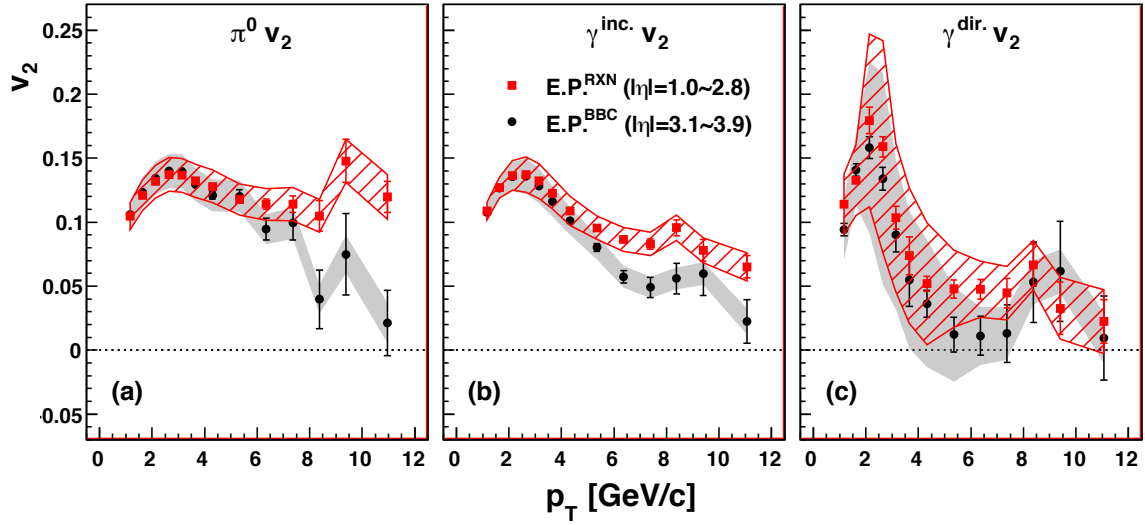 π⁰ v₂
γ^inc. v₂
γ^dir. v₂
v₂
0.25
0.2
0.15
0.1
0.05
0
-0.05
E.P.^RXN (|η|=1.0~2.8)
E.P.^BBC (|η|=3.1~3.9)
(a)
(b)
(c)
0 2 4 6 8 10 12
0 2 4 6 8 10 12
0 2 4 6 8 10 12
p_T [GeV/c]